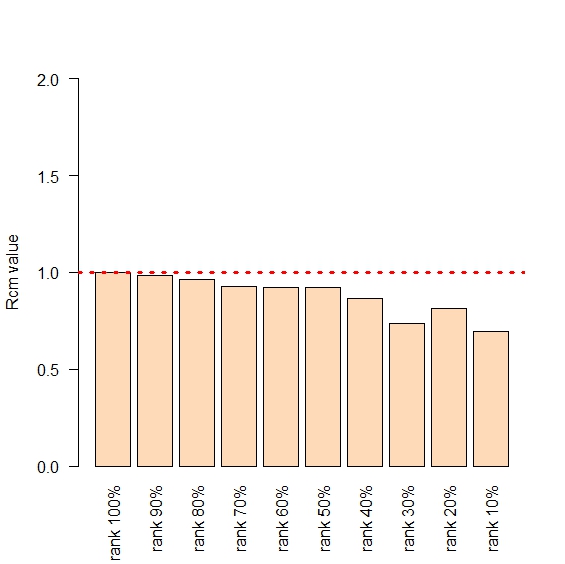 2.0
1.5
1.0
0.5
0.0
Rcm value
rank 100%
rank 90%
rank 80%
rank 70%
rank 60%
rank 50%
rank 40%
rank 30%
rank 20%
rank 10%